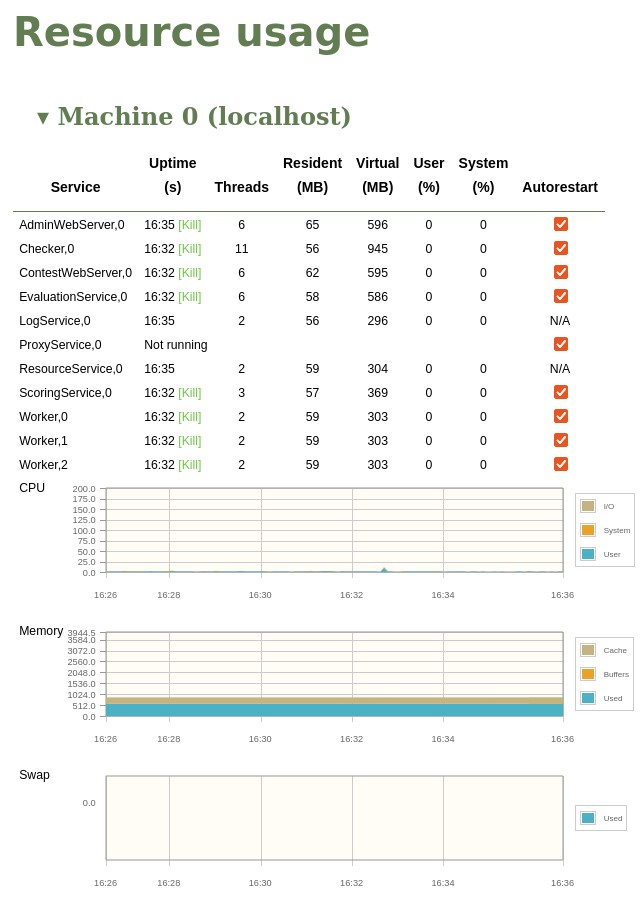 Resource usage
▾ Machine 0 (localhost)
Service Uptime (s) Threads Resident (MB) Virtual (MB) User (%) System (%) Autorestart
AdminWebServer,0 16:35 [Kill] 6 65 596 0 0
Checker,0 16:32 [Kill] 11 56 945 0 0
ContestWebServer,0 16:32 [Kill] 6 62 595 0 0
EvaluationService,0 16:32 [Kill] 6 58 586 0 0
LogService,0 16:35 2 56 296 0 0 N/A
ProxyService,0 Not running
ResourceService,0 16:35 2 59 304 0 0 N/A
ScoringService,0 16:32 [Kill] 3 57 369 0 0
Worker,0 16:32 [Kill] 2 59 303 0 0
Worker,1 16:32 [Kill] 2 59 303 0 0
Worker,2 16:32 [Kill] 2 59 303 0 0
CPU
200.0
175.0
150.0
125.0
100.0
75.0
50.0
25.0
0.0
16:26 16:28 16:30 16:32 16:34 16:36
I/O
System
User
Memory
3944.5
3584.0
3072.0
2560.0
2048.0
1536.0
1024.0
512.0
0.0
16:26 16:28 16:30 16:32 16:34 16:36
Cache
Buffers
Used
Swap
0.0
16:26 16:28 16:30 16:32 16:34 16:36
Used